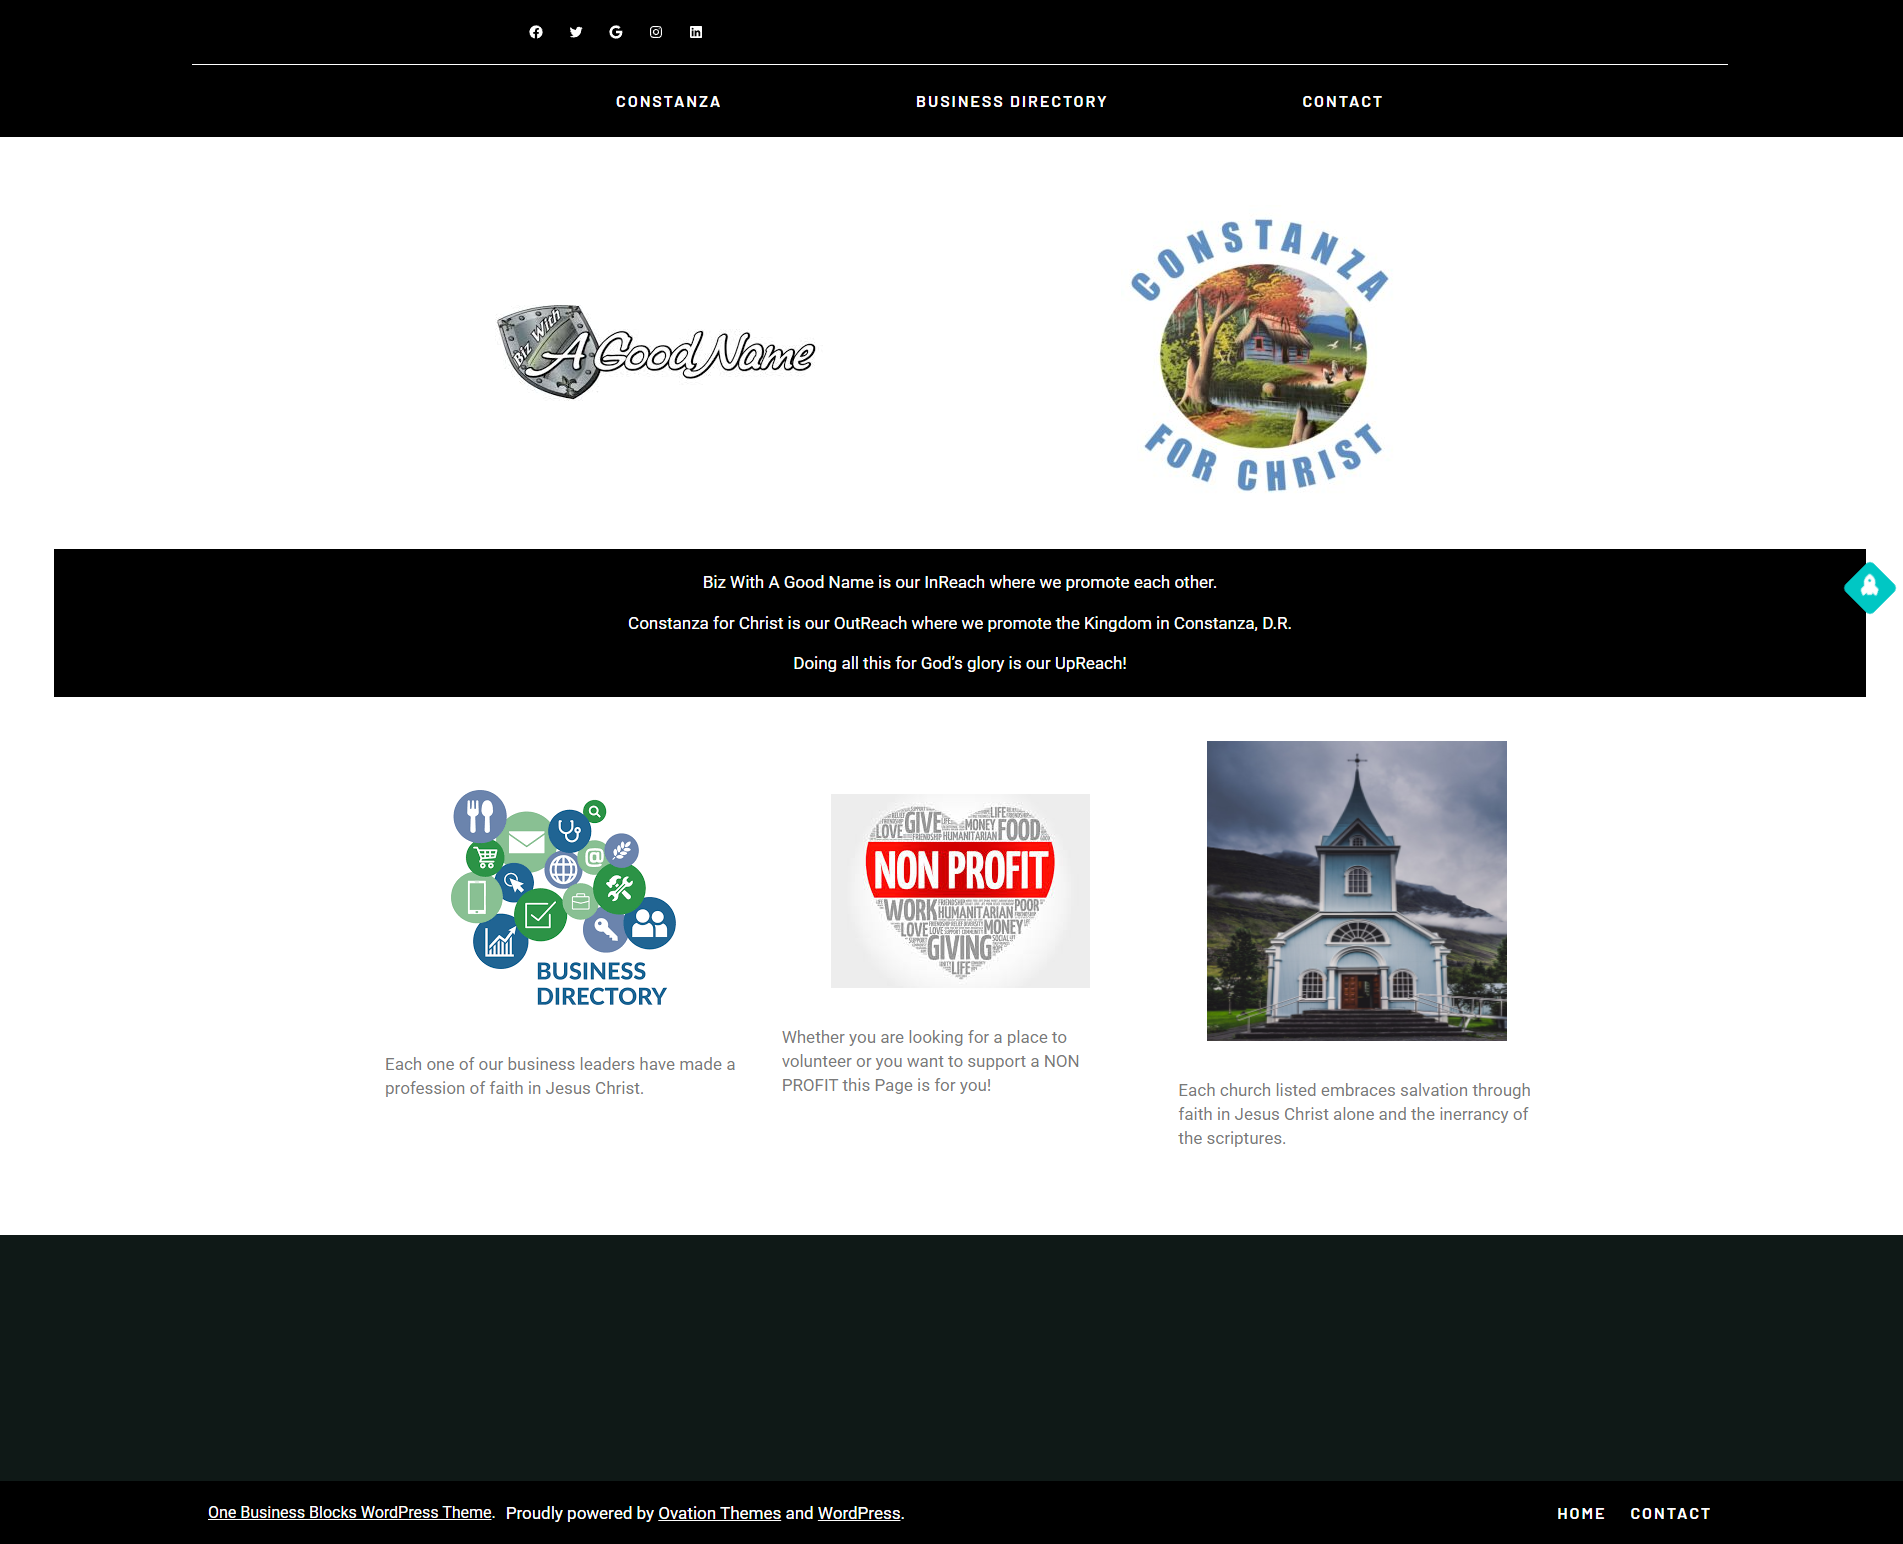 CONSTANZA
BUSINESS DIRECTORY
CONTACT
Biz With
A Good Name
CONSTANZA
FOR CHRIST
Biz With A Good Name is our InReach where we promote each other.
Constanza for Christ is our OutReach where we promote the Kingdom in Constanza, D.R.
Doing all this for God’s glory is our UpReach!
@
BUSINESS
DIRECTORY
Each one of our business leaders have made a
profession of faith in Jesus Christ.
LOVE GIVE LIFE
MONEY FOOD
FRIENDSHIP HUMANITARIAN
NON PROFIT
WORK HUMANITARIAN POOR
LOVE MONEY
GIVING
LIFE
Whether you are looking for a place to
volunteer or you want to support a NON
PROFIT this Page is for you!
Each church listed embraces salvation through
faith in Jesus Christ alone and the inerrancy of
the scriptures.
One Business Blocks WordPress Theme. Proudly powered by Ovation Themes and WordPress.
HOME
CONTACT